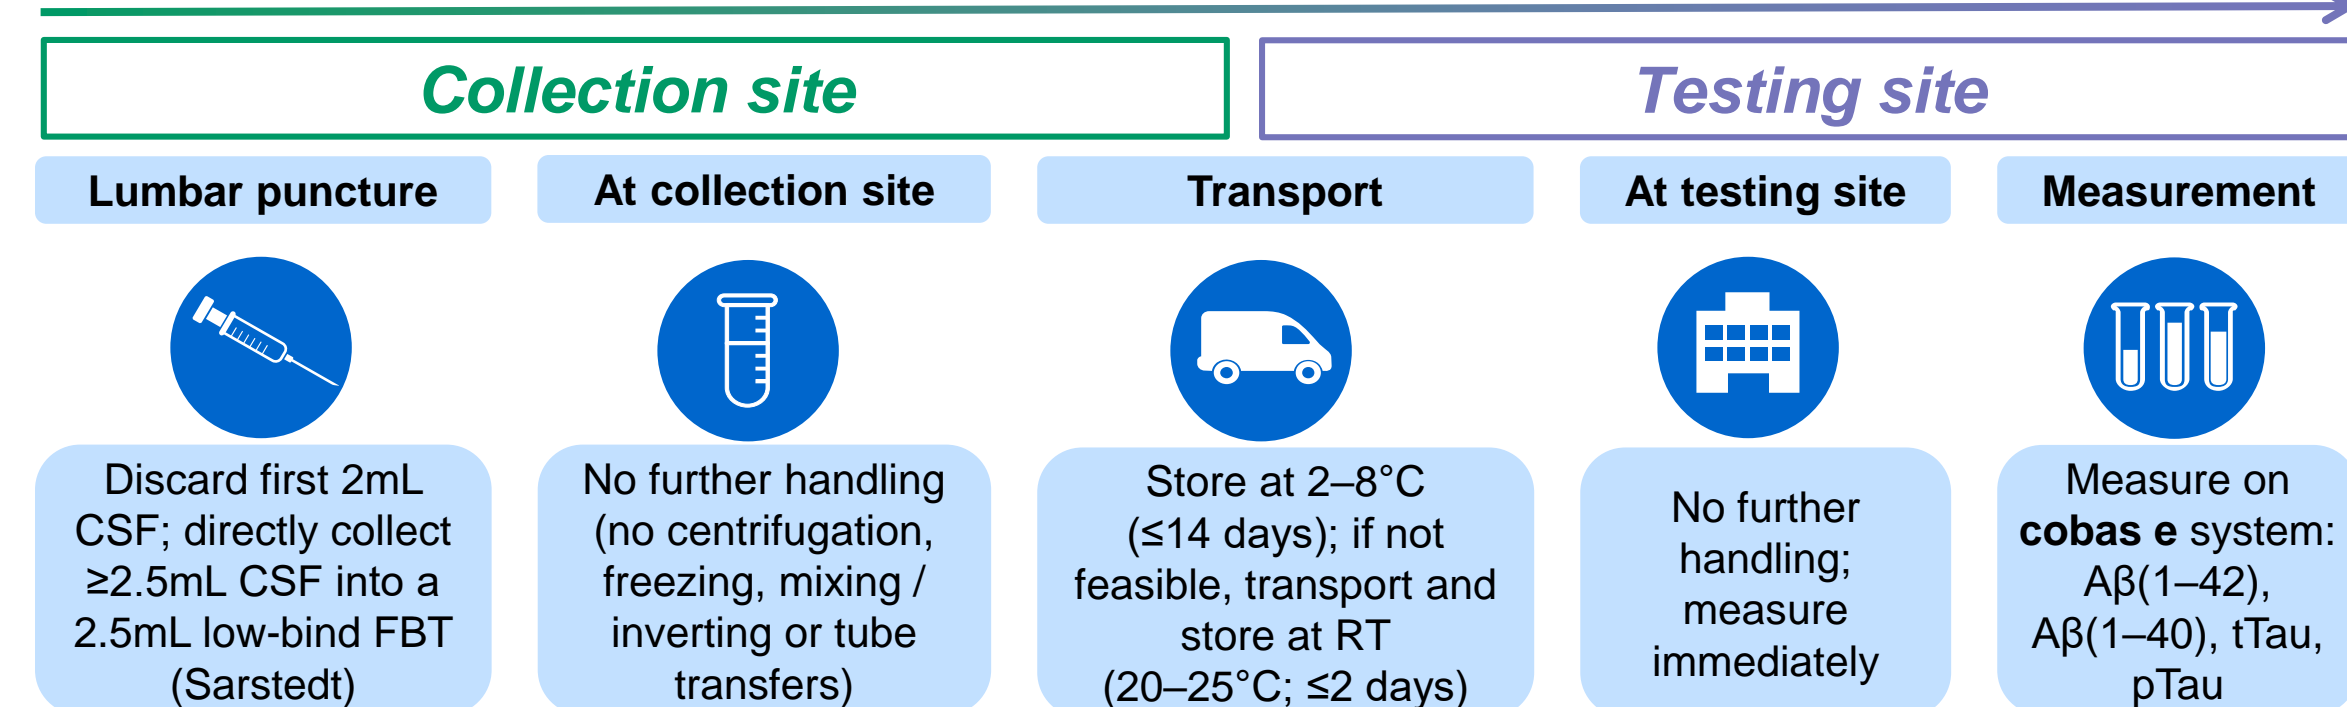 Collection site
Testing site
Lumbar puncture
At collection site
Transport
At testing site
Measurement
Discard first 2mL
CSF; directly collect
≥2.5mL CSF into a
2.5mL low-bind FBT
(Sarstedt)
No further handling
(no centrifugation,
freezing, mixing /
inverting or tube
transfers)
Store at 2–8°C
(≤14 days); if not
feasible, transport and
store at RT
(20–25°C; ≤2 days)
No further
handling;
measure
immediately
Measure on
cobas e system:
Aβ(1–42),
Aβ(1–40), tTau,
pTau